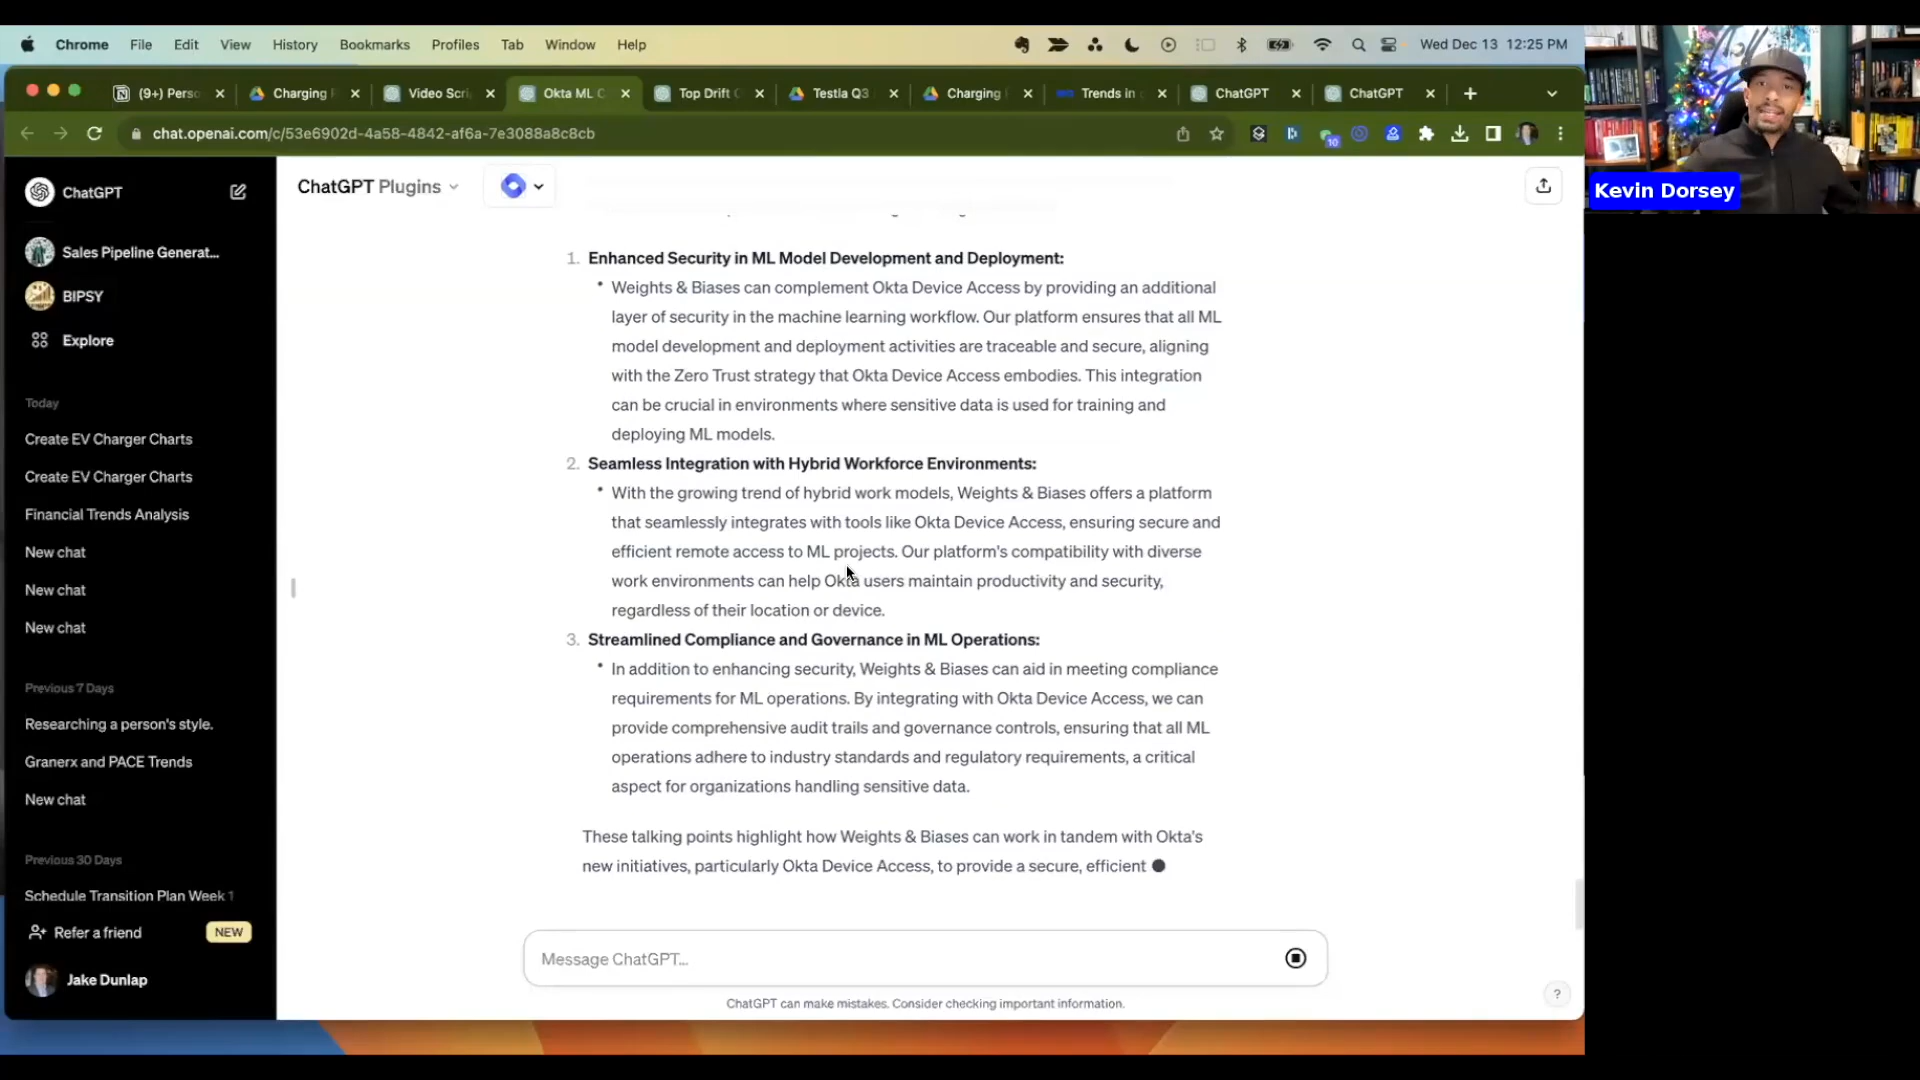 Chrome File Edit View History Bookmarks Profiles Tab Window Help Wed Dec 13 12:25 PM
(9+) Perso Charging Video Scri Okta ML C Top Drift Testia Q3 Charging Trends in ChatGPT ChatGPT
chat.openai.com/c/53e6902d-4a58-4842-af6a-7e3088a8c8cb
10
Kevin Dorsey
ChatGPT
Sales Pipeline Generat...
BIPSY
Explore
Today
Create EV Charger Charts
Create EV Charger Charts
Financial Trends Analysis
New chat
New chat
New chat
Previous 7 Days
Researching a person's style.
Granerx and PACE Trends
New chat
Previous 30 Days
Schedule Transition Plan Week 1
Refer a friend NEW
Jake Dunlap
ChatGPT Plugins
1. Enhanced Security in ML Model Development and Deployment:
• Weights & Biases can complement Okta Device Access by providing an additional
layer of security in the machine learning workflow. Our platform ensures that all ML
model development and deployment activities are traceable and secure, aligning
with the Zero Trust strategy that Okta Device Access embodies. This integration
can be crucial in environments where sensitive data is used for training and
deploying ML models.
2. Seamless Integration with Hybrid Workforce Environments:
• With the growing trend of hybrid work models, Weights & Biases offers a platform
that seamlessly integrates with tools like Okta Device Access, ensuring secure and
efficient remote access to ML projects. Our platform's compatibility with diverse
work environments can help Okta users maintain productivity and security,
regardless of their location or device.
3. Streamlined Compliance and Governance in ML Operations:
• In addition to enhancing security, Weights & Biases can aid in meeting compliance
requirements for ML operations. By integrating with Okta Device Access, we can
provide comprehensive audit trails and governance controls, ensuring that all ML
operations adhere to industry standards and regulatory requirements, a critical
aspect for organizations handling sensitive data.
These talking points highlight how Weights & Biases can work in tandem with Okta's
new initiatives, particularly Okta Device Access, to provide a secure, efficient
Message ChatGPT...
ChatGPT can make mistakes. Consider checking important information.
?